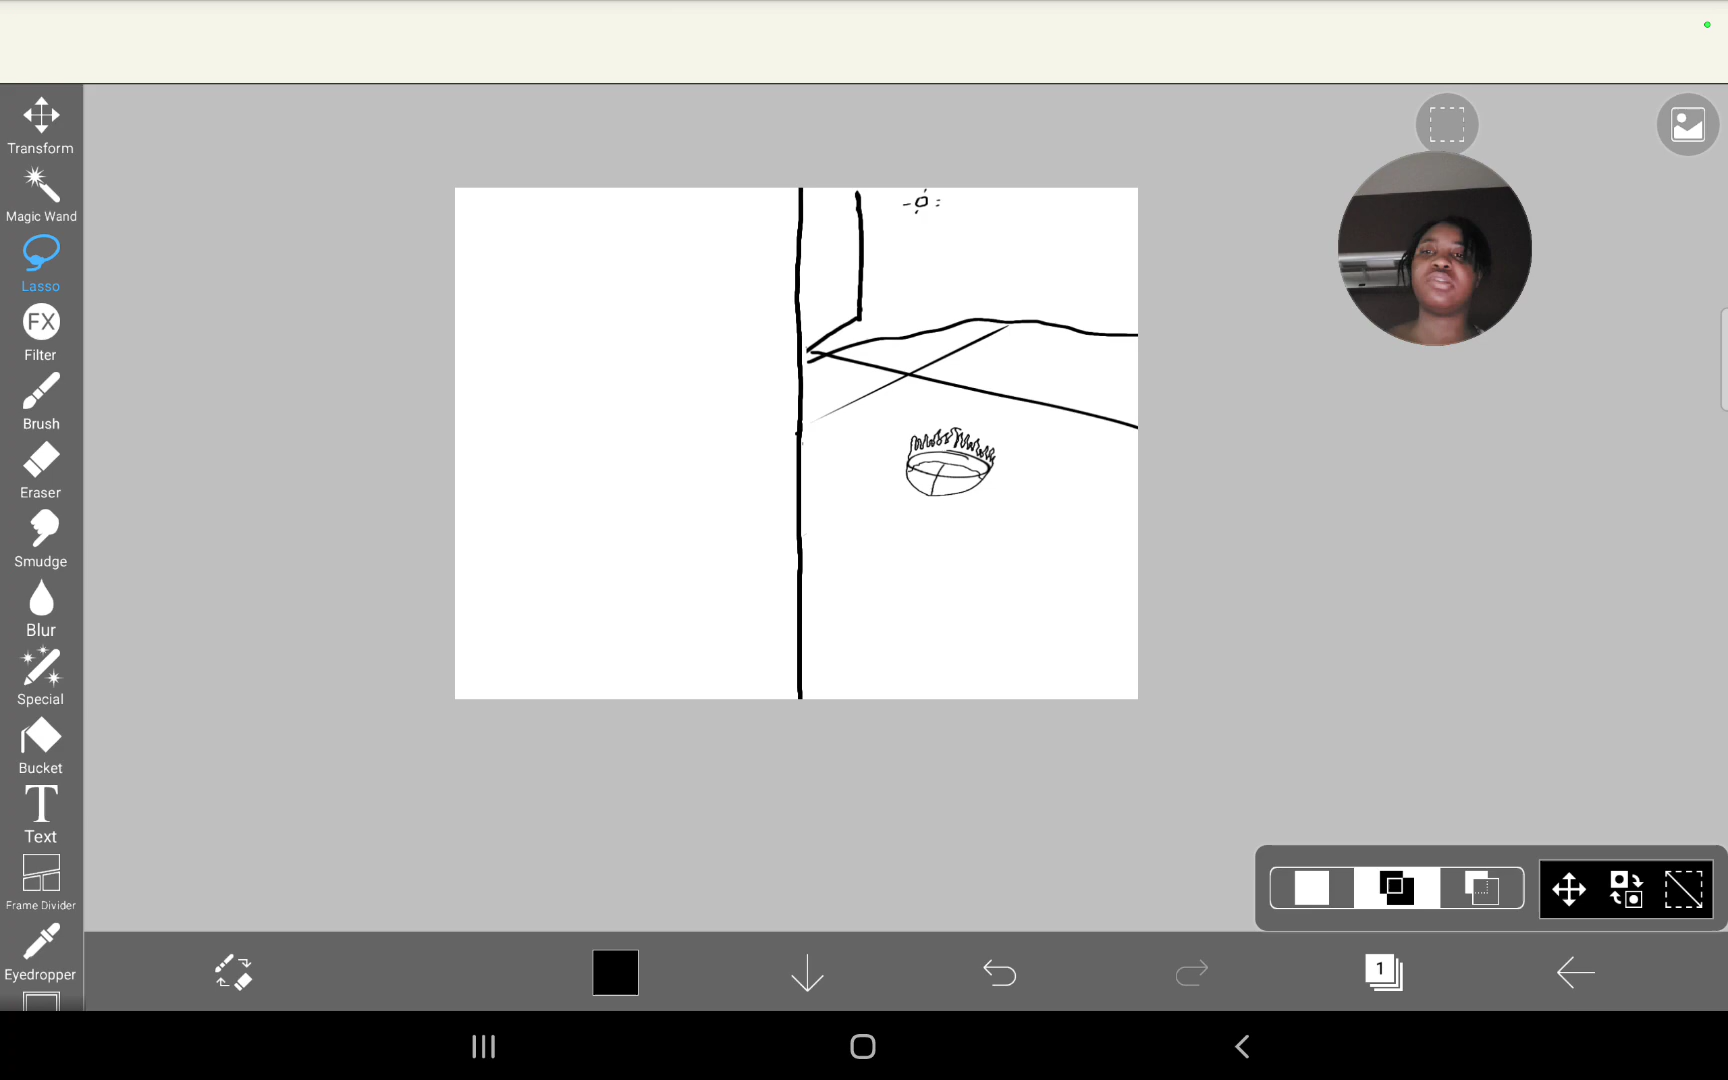 Transform
Magic Wand
Lasso
FX
Filter
Brush
Eraser
Smudge
Blur
Special
Bucket
T
Text
Frame Divider
Eyedropper
1